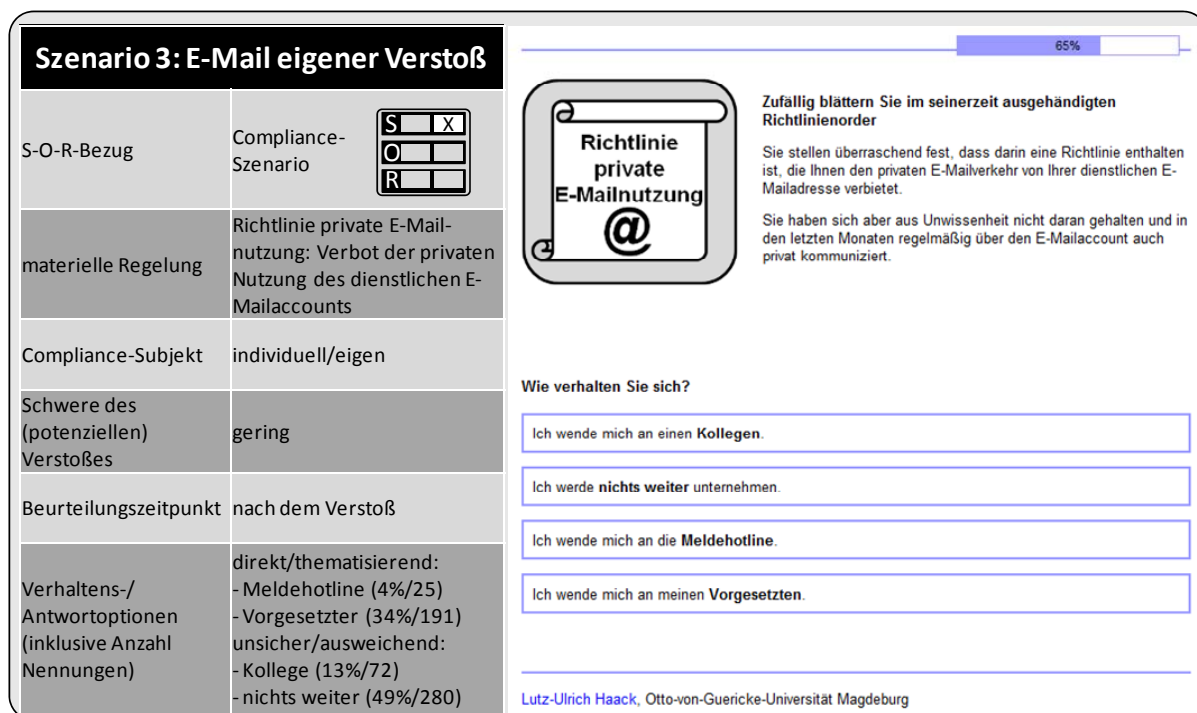 Szenario 3: E-Mail eigener Verstoß
S-O-R-Bezug
Compliance-
Szenario
S X
O
R
materielle Regelung
Richtlinie private E-Mail-
nutzung: Verbot der privaten
Nutzung des dienstlichen E-
Mailaccounts
Compliance-Subjekt
individuell/eigen
Schwere des
(potenziellen)
Verstoßes
gering
Beurteilungszeitpunkt
nach dem Verstoß
Verhaltens-/
Antwortoptionen
(inklusive Anzahl
Nennungen)
direkt/thematisierend:
- Meldehotline (4%/25)
- Vorgesetzter (34%/191)
unsicher/ausweichend:
- Kollege (13%/72)
- nichts weiter (49%/280)
65%
Richtlinie
private
E-Mailnutzung
@
Zufällig blättern Sie im seinerzeit ausgehändigten
Richtlinienorder
Sie stellen überraschend fest, dass darin eine Richtlinie enthalten
ist, die Ihnen den privaten E-Mailverkehr von Ihrer dienstlichen E-
Mailadresse verbietet.
Sie haben sich aber aus Unwissenheit nicht daran gehalten und in
den letzten Monaten regelmäßig über den E-Mailaccount auch
privat kommuniziert.
Wie verhalten Sie sich?
Ich wende mich an einen Kollegen.
Ich werde nichts weiter unternehmen.
Ich wende mich an die Meldehotline.
Ich wende mich an meinen Vorgesetzten.
Lutz-Ulrich Haack, Otto-von-Guericke-Universität Magdeburg